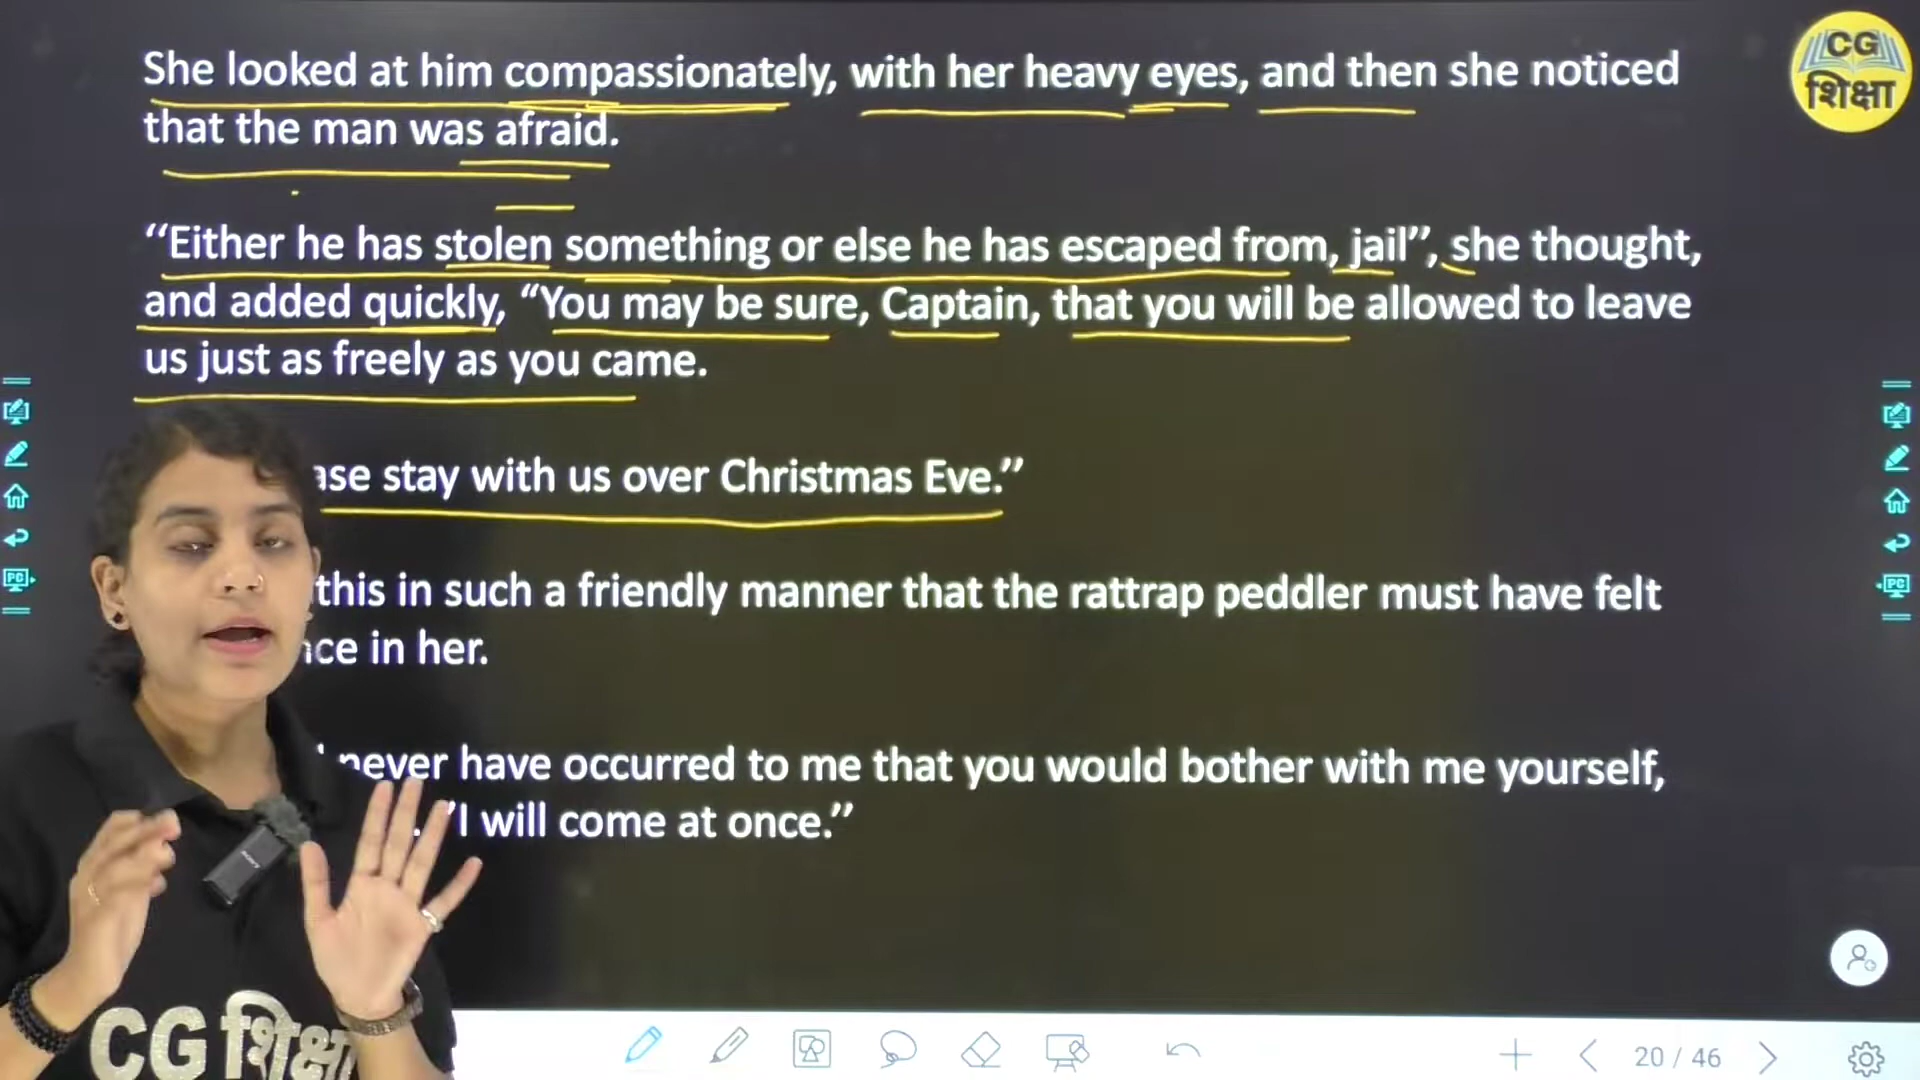 She looked at him compassionately, with her heavy eyes, and then she noticed
that the man was afraid.
“Either he has stolen something or else he has escaped from, jail”, she thought,
and added quickly, “You may be sure, Captain, that you will be allowed to leave
us just as freely as you came.
stay with us over Christmas Eve.”
this in such a friendly manner that the rattrap peddler must have felt
in her.
never have occurred to me that you would bother with me yourself,
“I will come at once.”
CG
शिक्षा
PC
PC
SONY
CG शिक्षा
20 / 46